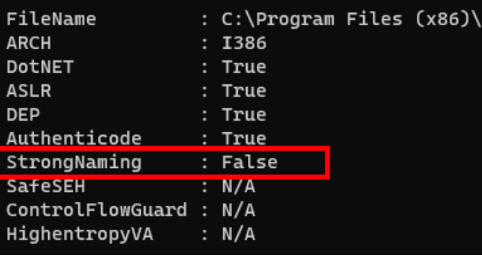 FileName : C:\Program Files (x86)\
ARCH : I386
DotNET : True
ASLR : True
DEP : True
Authenticode : True
StrongNaming : False
SafeSEH : N/A
ControlFlowGuard : N/A
HighentropyVA : N/A